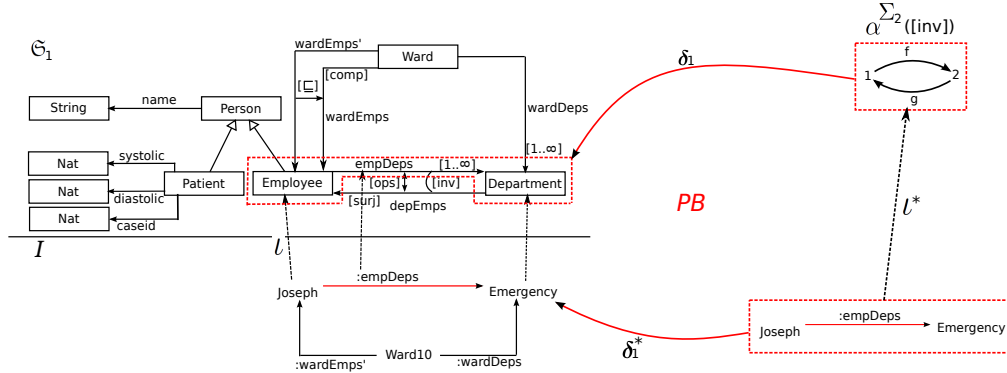 α^Σ2([inv])
𝔖1
wardEmps'
Ward
f
[comp]
δ1
1
2
[⊑]
g
name
String
Person
wardEmps
wardDeps
[1..∞]
systolic
empDeps
[1..∞]
Nat
Patient
Employee
[ops]
([inv]
Department
Nat
diastolic
[surj]
depEmps
PB
l*
Nat
caseid
I
l
:empDeps
Joseph
Emergency
:empDeps
Joseph
Emergency
δ1*
:wardEmps'
Ward10
:wardDeps